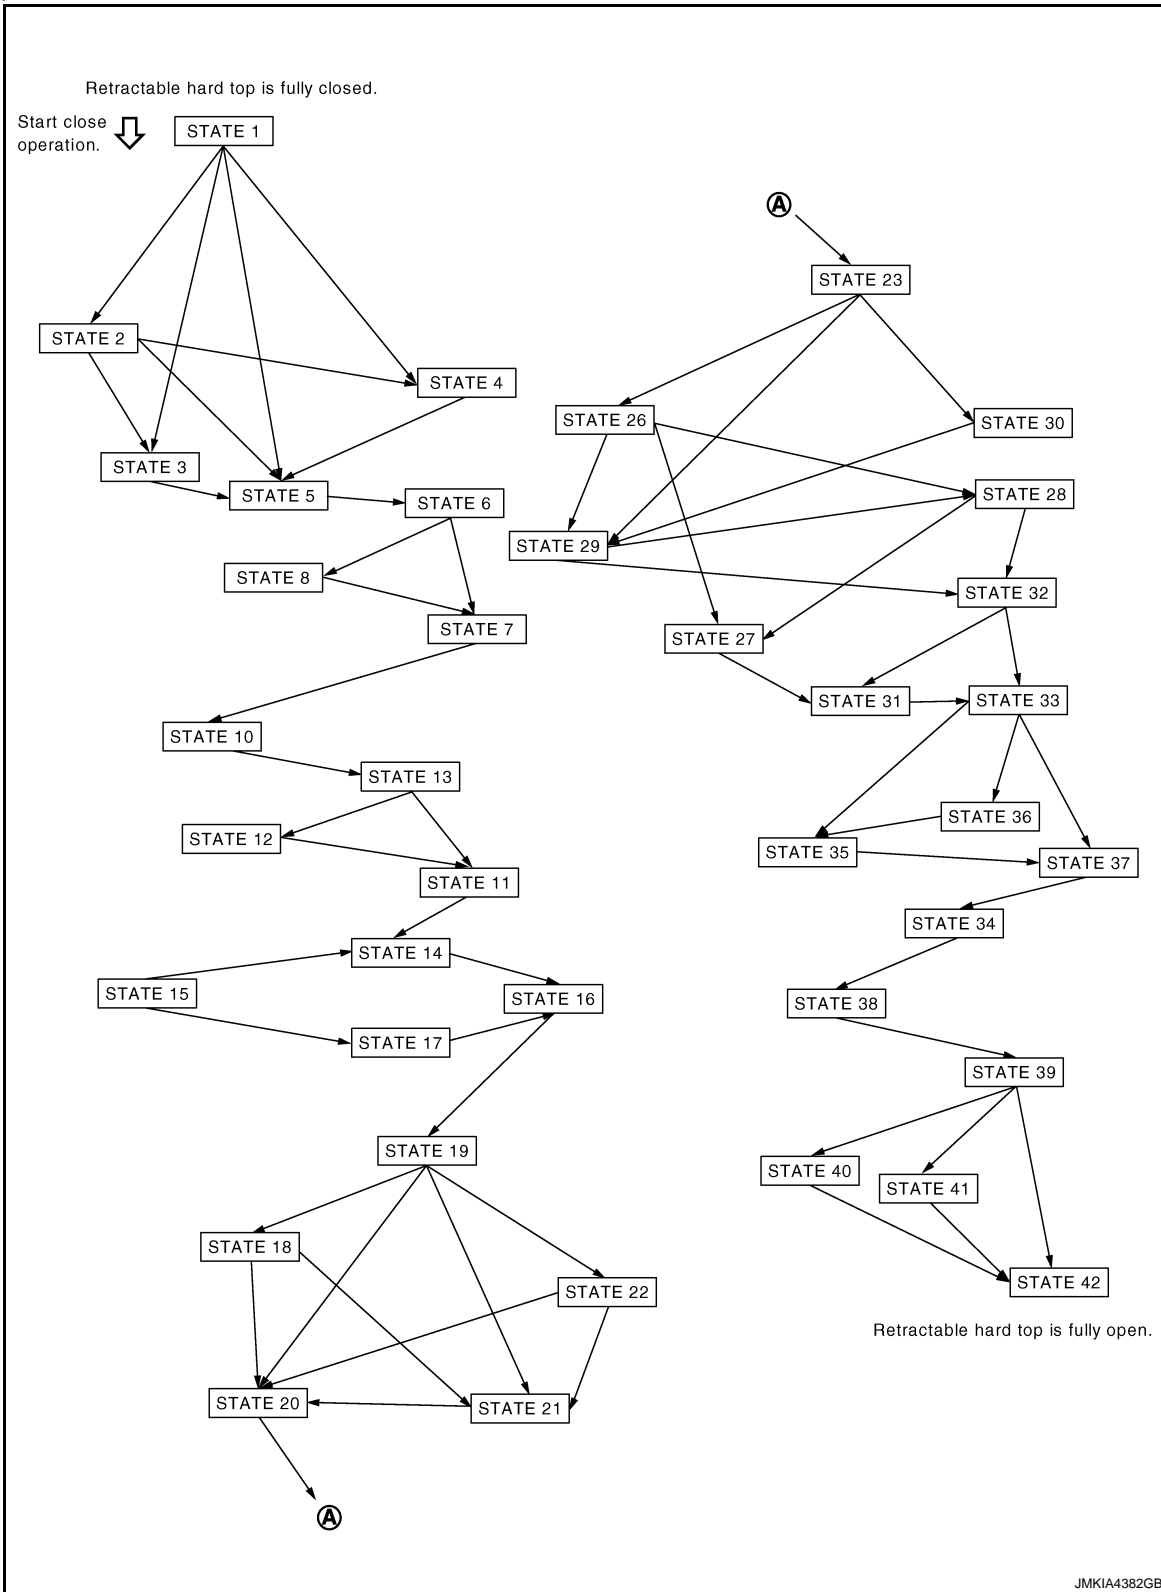 Retractable hard top is fully closed.
Start close
operation.
STATE 1
STATE 2
STATE 4
STATE 3
STATE 5
STATE 6
STATE 8
STATE 7
STATE 10
STATE 13
STATE 12
STATE 11
STATE 14
STATE 15
STATE 16
STATE 17
STATE 19
STATE 18
STATE 22
STATE 20
STATE 21
A
A
STATE 23
STATE 26
STATE 30
STATE 28
STATE 29
STATE 32
STATE 27
STATE 31
STATE 33
STATE 36
STATE 35
STATE 37
STATE 34
STATE 38
STATE 39
STATE 40
STATE 41
STATE 42
Retractable hard top is fully open.
JMKIA4382GB